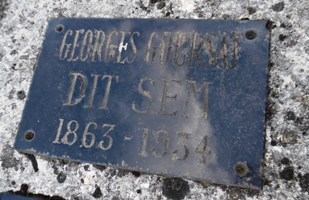 GEORGES GOURSAT
DIT SEM
1863 - 1934